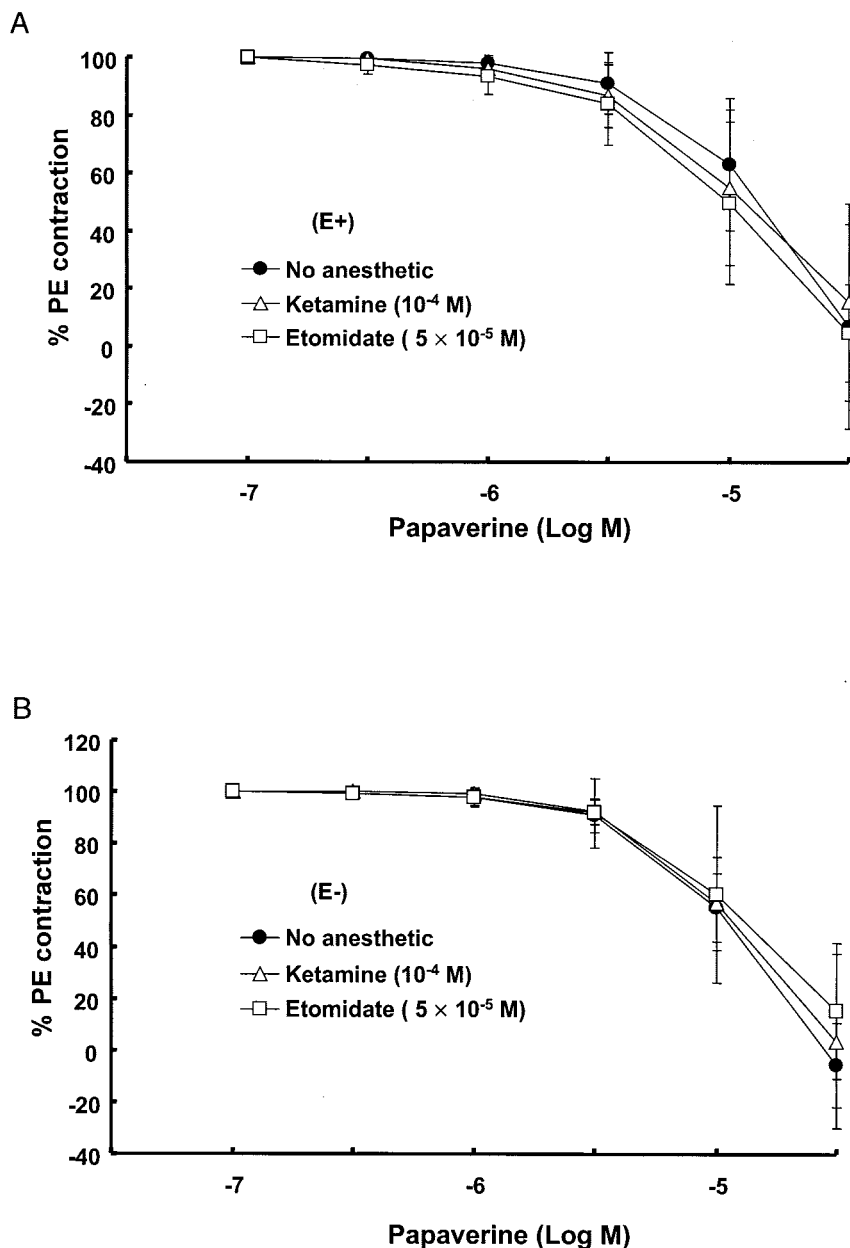 A
% PE contraction
100
80
60
40
20
0
-20
-40
(E+)
No anesthetic
Ketamine (10⁻⁴ M)
Etomidate ( 5 × 10⁻⁵ M)
-7
-6
-5
Papaverine (Log M)
B
% PE contraction
120
100
80
60
40
20
0
-20
-40
(E-)
No anesthetic
Ketamine (10⁻⁴ M)
Etomidate ( 5 × 10⁻⁵ M)
-7
-6
-5
Papaverine (Log M)